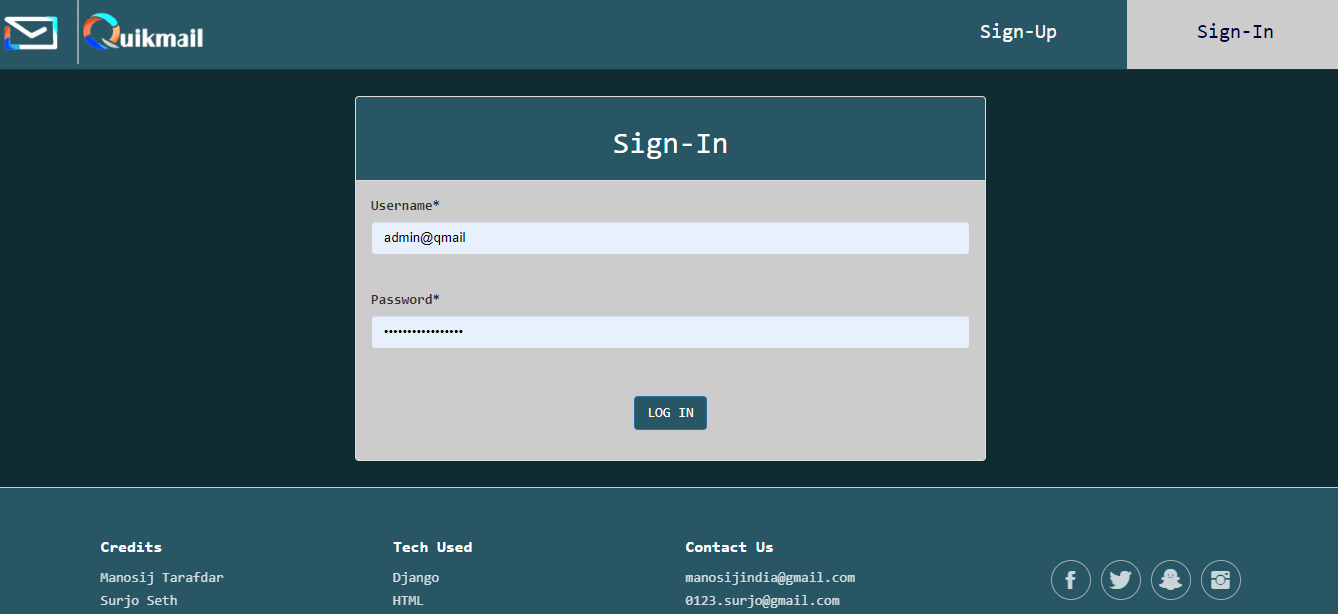 Quikmail
Sign-Up
Sign-In
Sign-In
Username*
admin@qmail
Password*
•••••••••••••••••
LOG IN
Credits
Manosij Tarafdar
Surjo Seth
Tech Used
Django
HTML
Contact Us
manosijindia@gmail.com
0123.surjo@gmail.com